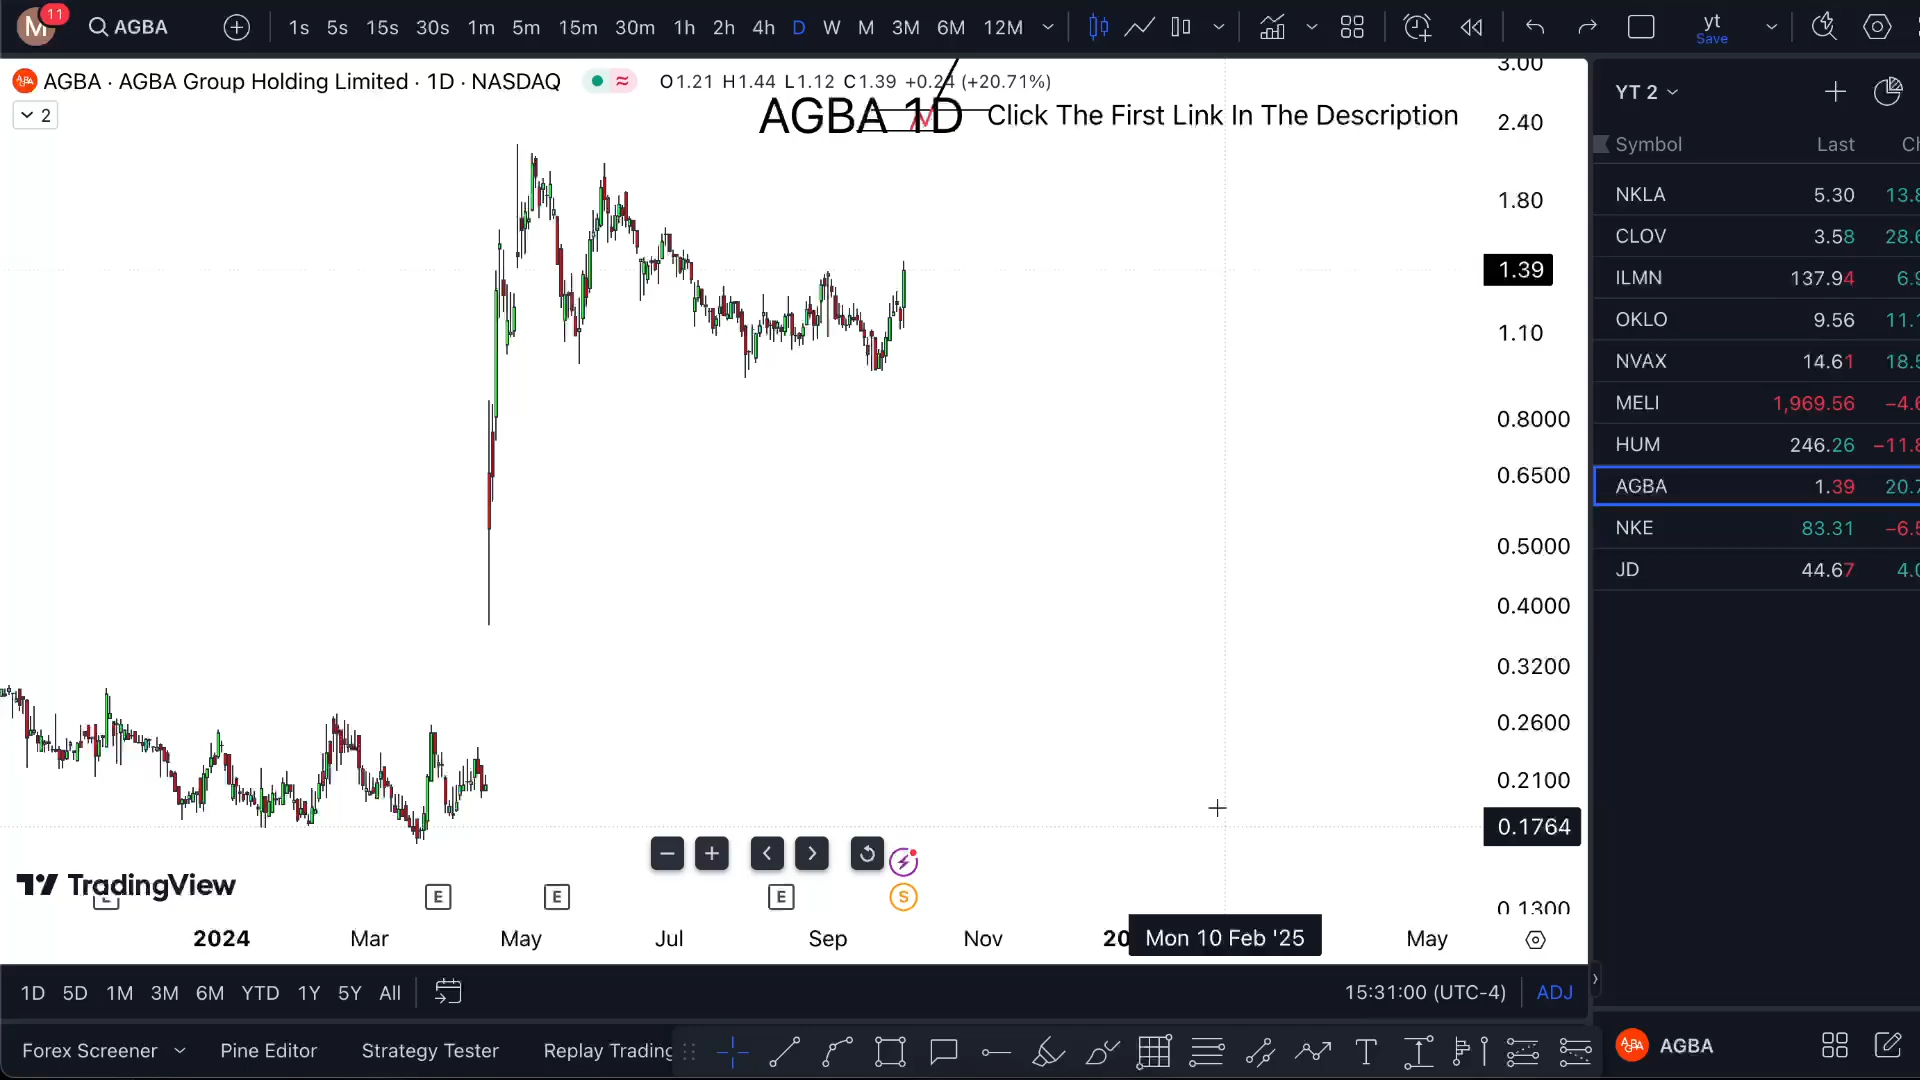 M 11 AGBA 1s 5s 15s 30s 1m 5m 15m 30m 1h 2h 4h D W M 3M 6M 12M yt Save
AGBA · AGBA Group Holding Limited · 1D · NASDAQ O1.21 H1.44 L1.12 C1.39 +0.24 (+20.71%)
2
AGBA 1D Click The First Link In The Description
3.00
2.40
1.80
1.39
1.10
0.8000
0.6500
0.5000
0.4000
0.3200
0.2600
0.2100
0.1764
0.1300
YT 2
Symbol Last
NKLA 5.30
CLOV 3.58
ILMN 137.94
OKLO 9.56
NVAX 14.61
MELI 1,969.56
HUM 246.26
AGBA 1.39
NKE 83.31
JD 44.67
TradingView
E E E S
2024 Mar May Jul Sep Nov Mon 10 Feb '25 May
1D 5D 1M 3M 6M YTD 1Y 5Y All 15:31:00 (UTC-4) ADJ
Forex Screener Pine Editor Strategy Tester Replay Trading
AGBA